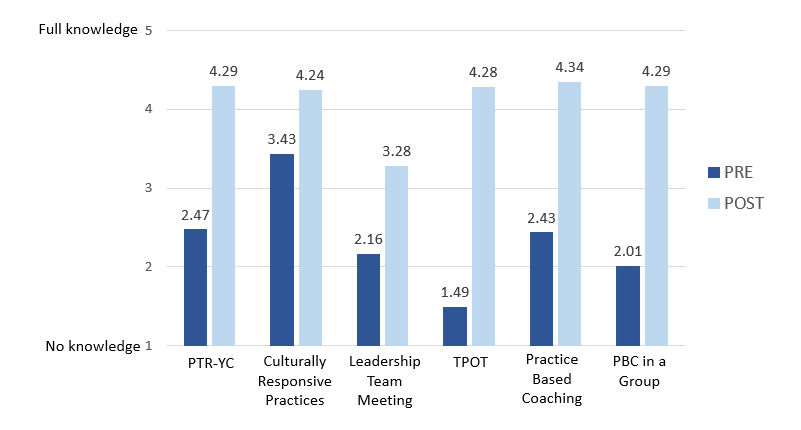 Full knowledge 5
4.29
4.24
4.28
4.34
4.29
4
3.43
3.28
3
PRE
POST
2.47
2.16
2.43
2.01
2
1.49
No knowledge 1
PTR-YC
Culturally
Responsive
Practices
Leadership
Team
Meeting
TPOT
Practice
Based
Coaching
PBC in a
Group